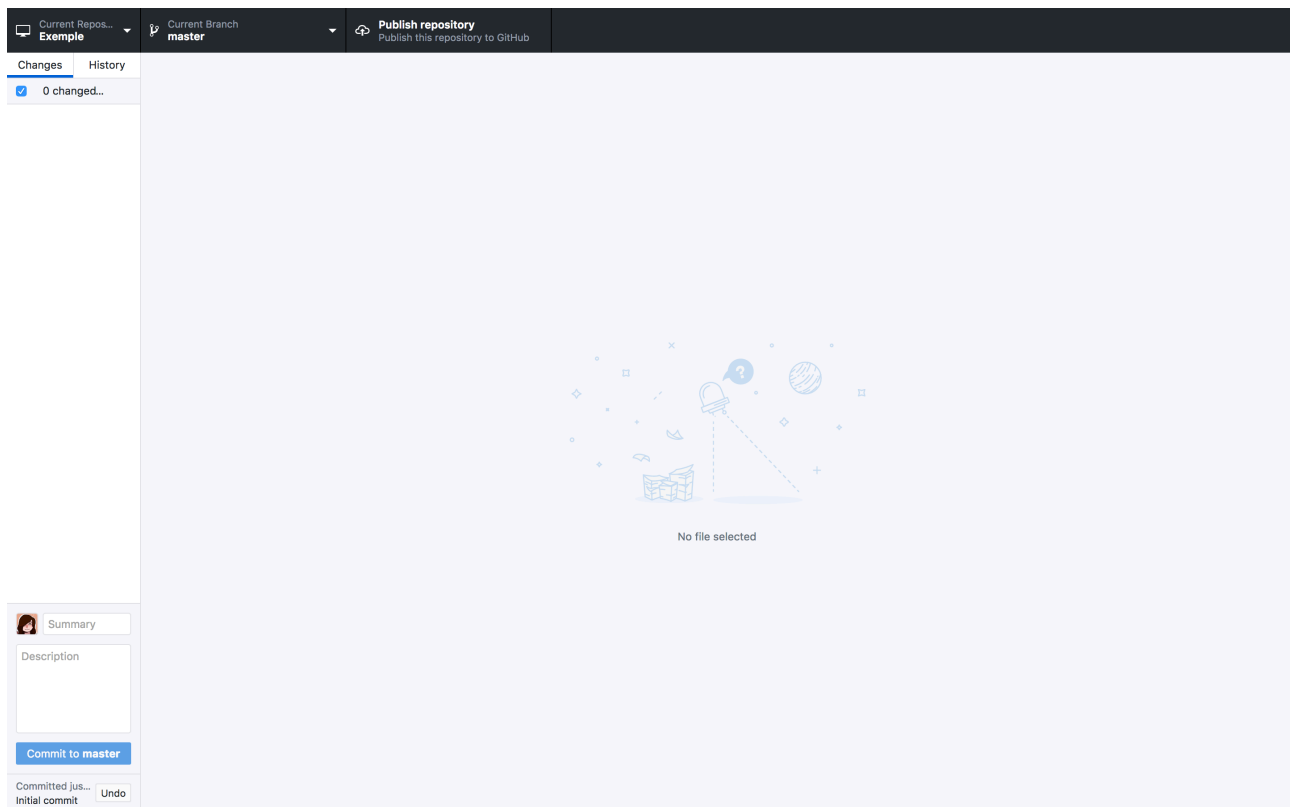 Current Repos...
Exemple
Current Branch
master
Publish repository
Publish this repository to GitHub
Changes
History
0 changed...
?
No file selected
Summary
Description
Commit to master
Committed jus...
Initial commit
Undo